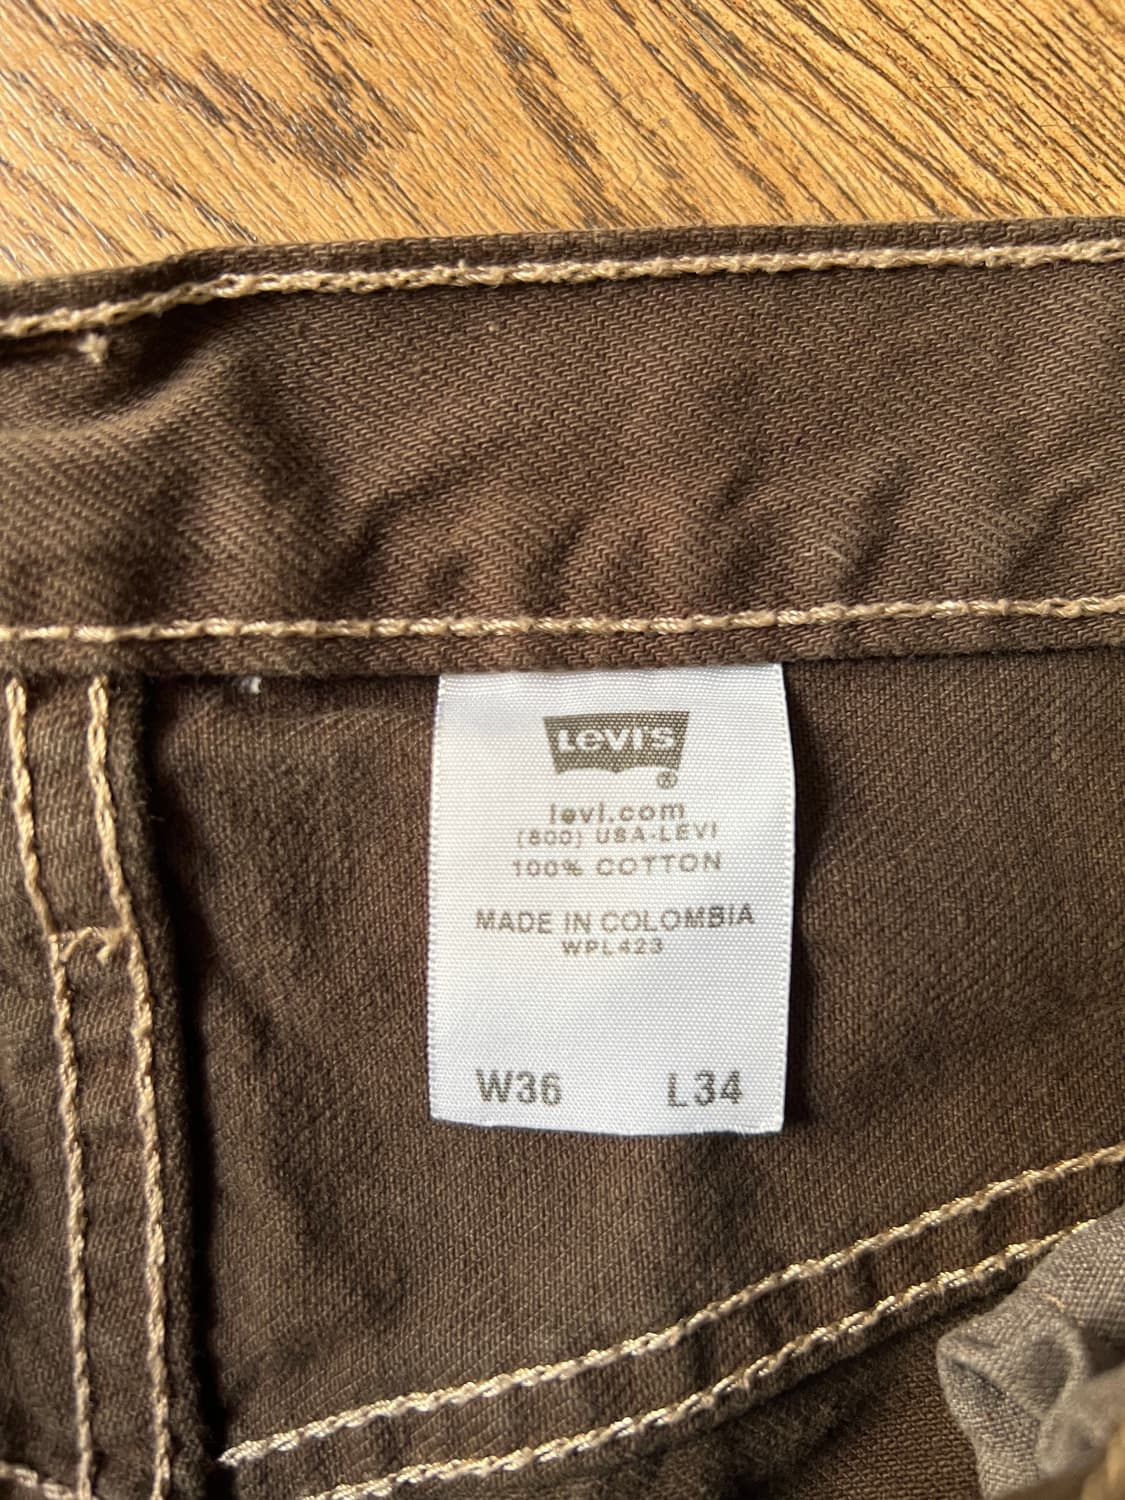 LEVI'S
®
levi.com
(800) USA-LEVI
100% COTTON
MADE IN COLOMBIA
WPL423
W36 L34